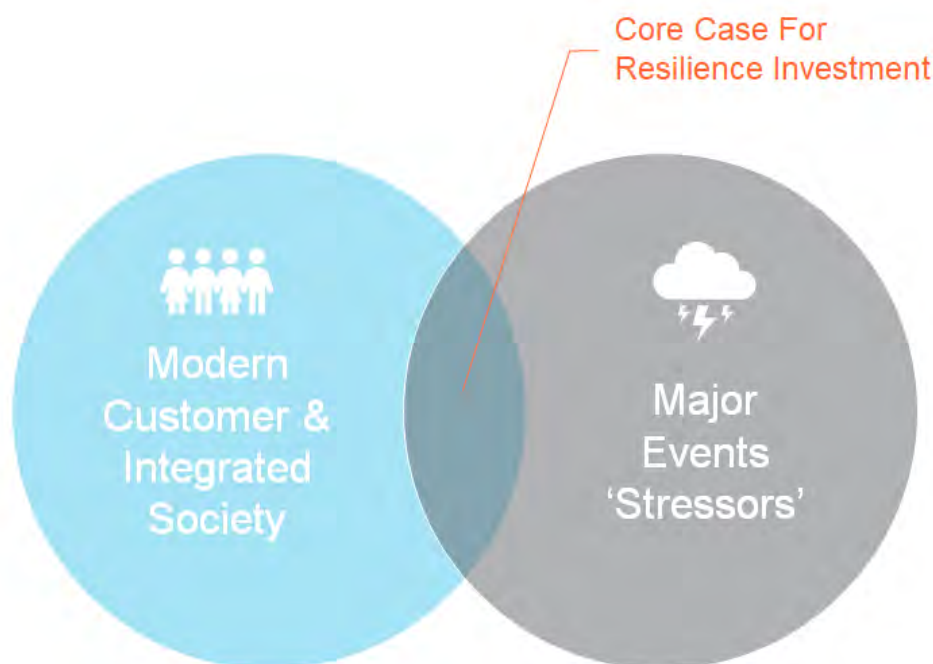 Core Case For
Resilience Investment
Modern
Customer &
Integrated
Society
Major
Events
‘Stressors’